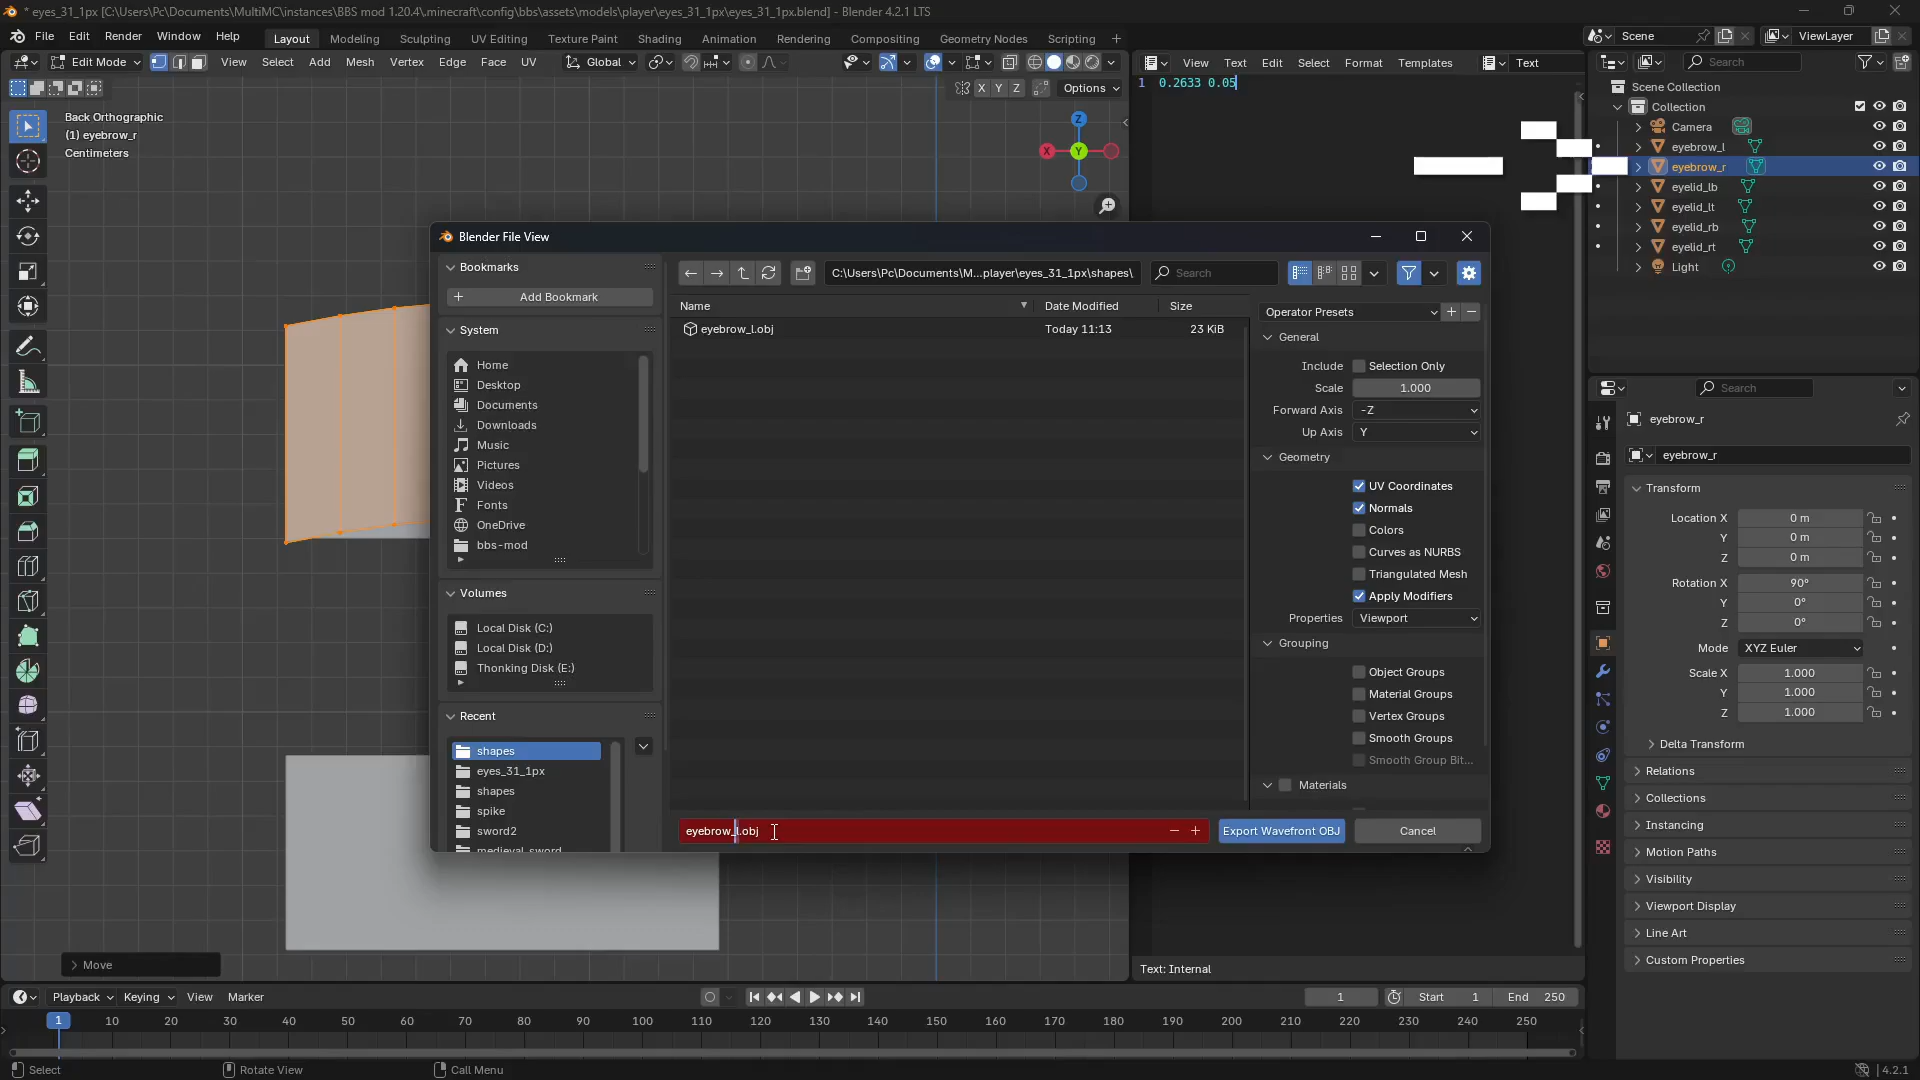 * eyes_31_1px [C:\Users\Pc\Documents\MultiMC\instances\BBS mod 1.20.4\.minecraft\config\bbs\assets\models\player\eyes_31_1px\eyes_31_1px.blend] - Blender 4.2.1 LTS
File Edit Render Window Help Layout Modeling Sculpting UV Editing Texture Paint Shading Animation Rendering Compositing Geometry Nodes Scripting + Scene ViewLayer
Edit Mode View Select Add Mesh Vertex Edge Face UV Global View Text Edit Select Format Templates Text Search
X Y Z Options
1 0.2633 0.05
Back Orthographic
(1) eyebrow_r
Centimeters
Z
X
Y
Scene Collection
Collection
Camera
eyebrow_l
eyebrow_r
eyelid_lb
eyelid_lt
eyelid_rb
eyelid_rt
Light
Blender File View
Bookmarks
Add Bookmark
System
Home
Desktop
Documents
Downloads
Music
Pictures
Videos
Fonts
OneDrive
bbs-mod
Volumes
Local Disk (C:)
Local Disk (D:)
Thonking Disk (E:)
Recent
shapes
eyes_31_1px
shapes
spike
sword2
medieval_sword
C:\Users\Pc\Documents\M...player\eyes_31_1px\shapes\
Search
Name Date Modified Size
eyebrow_l.obj Today 11:13 23 KiB
Operator Presets
General
Include Selection Only
Scale 1.000
Forward Axis -Z
Up Axis Y
Geometry
UV Coordinates
Normals
Colors
Curves as NURBS
Triangulated Mesh
Apply Modifiers
Properties Viewport
Grouping
Object Groups
Material Groups
Vertex Groups
Smooth Groups
Smooth Group Bit...
Materials
eyebrow_l.obj
Export Wavefront OBJ
Cancel
Search
eyebrow_r
eyebrow_r
Transform
Location X 0 m
Y 0 m
Z 0 m
Rotation X 90°
Y 0°
Z 0°
Mode XYZ Euler
Scale X 1.000
Y 1.000
Z 1.000
Delta Transform
Relations
Collections
Instancing
Motion Paths
Visibility
Viewport Display
Line Art
Custom Properties
Move
Text: Internal
Playback Keying View Marker 1 Start 1 End 250
1 10 20 30 40 50 60 70 80 90 100 110 120 130 140 150 160 170 180 190 200 210 220 230 240 250
Select Rotate View Call Menu 4.2.1